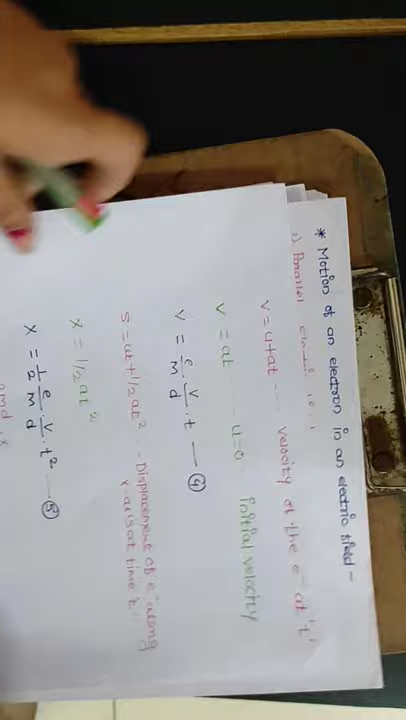 * Motion of an electron in an electric field -
1) Parallel
v = u + at ... velocity of the e⁻ at 't'
v = at ... u = 0 initial velocity
v = e/m · V/d · t — ④
s = ut + 1/2 at² .. Displacement of e⁻ along
x-axis at time 't'
x = 1/2 at²
x = 1/2 e/m · V/d · t² — ⑤
and x